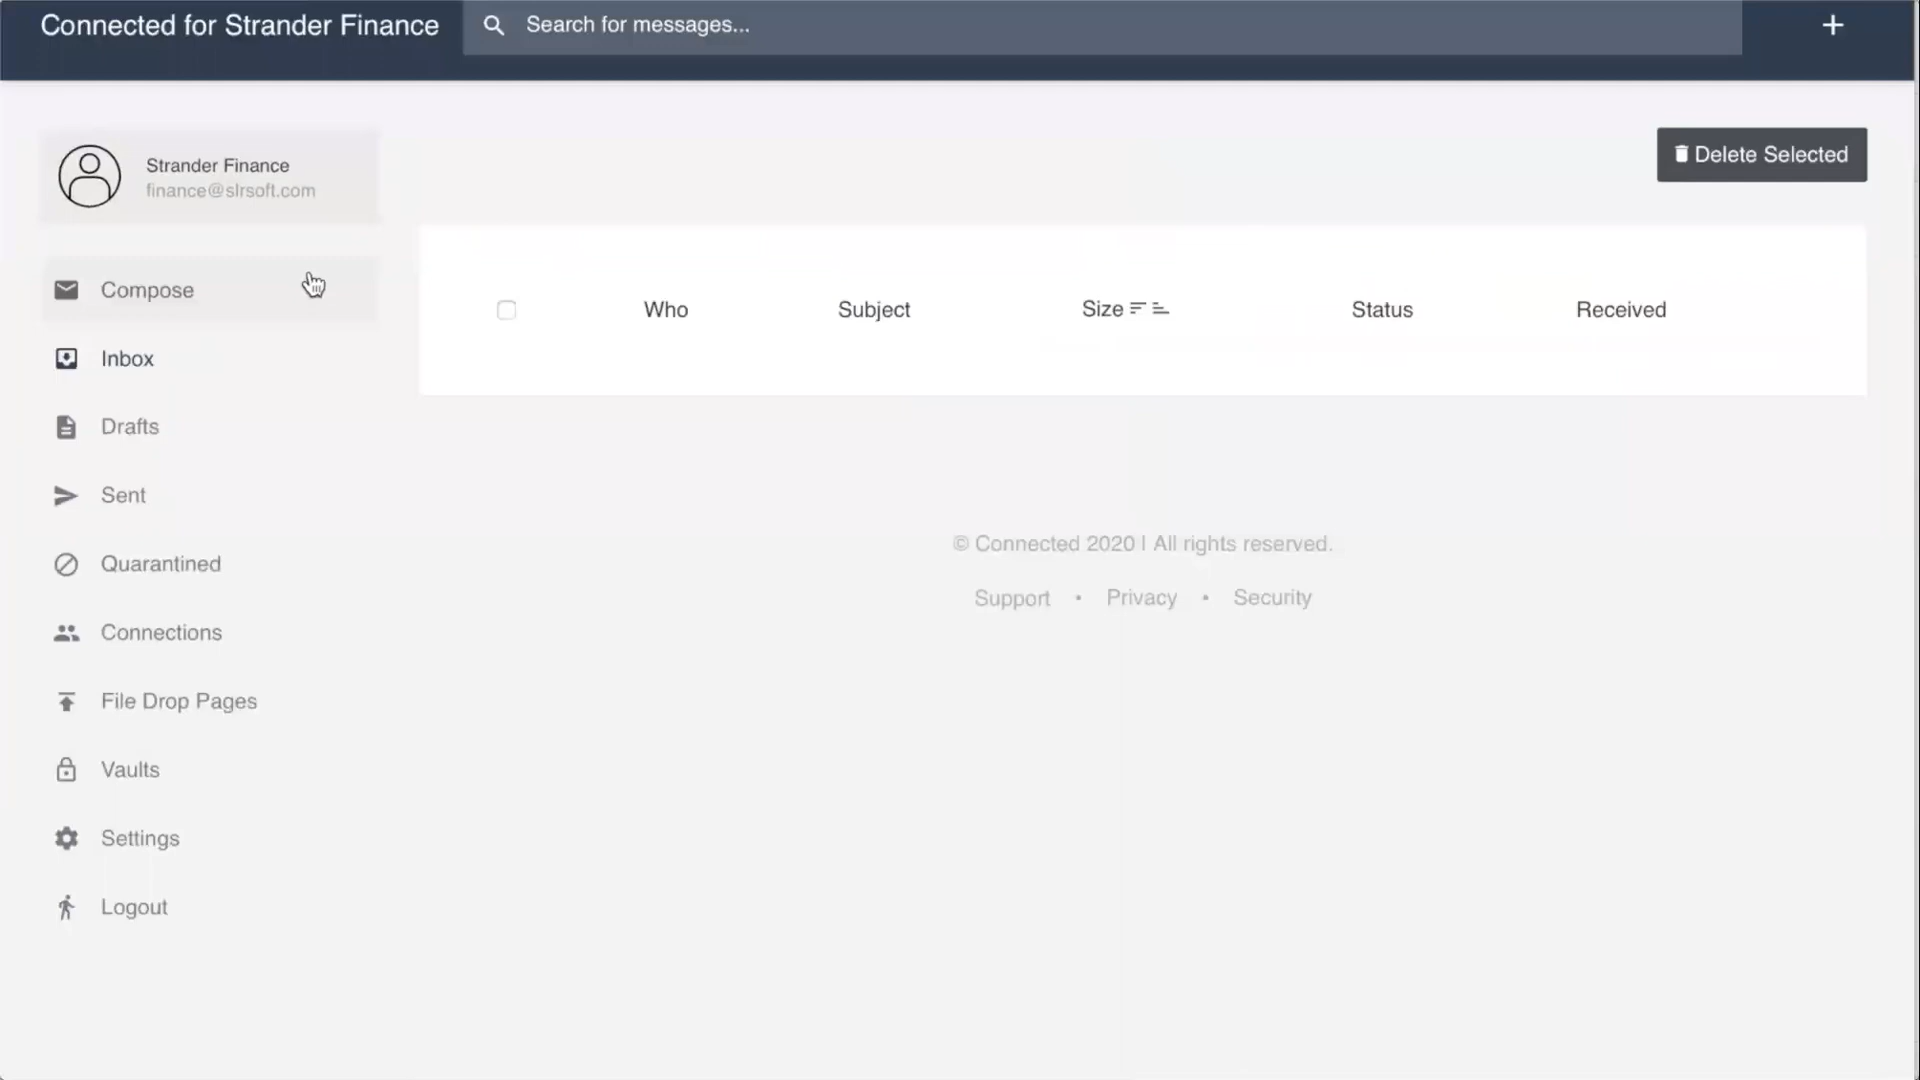 Connected for Strander Finance
Search for messages...
+
Strander Finance
finance@slrsoft.com
Delete Selected
Compose
Inbox
Drafts
Sent
Quarantined
Connections
File Drop Pages
Vaults
Settings
Logout
Who Subject Size Status Received
© Connected 2020 | All rights reserved.
Support • Privacy • Security